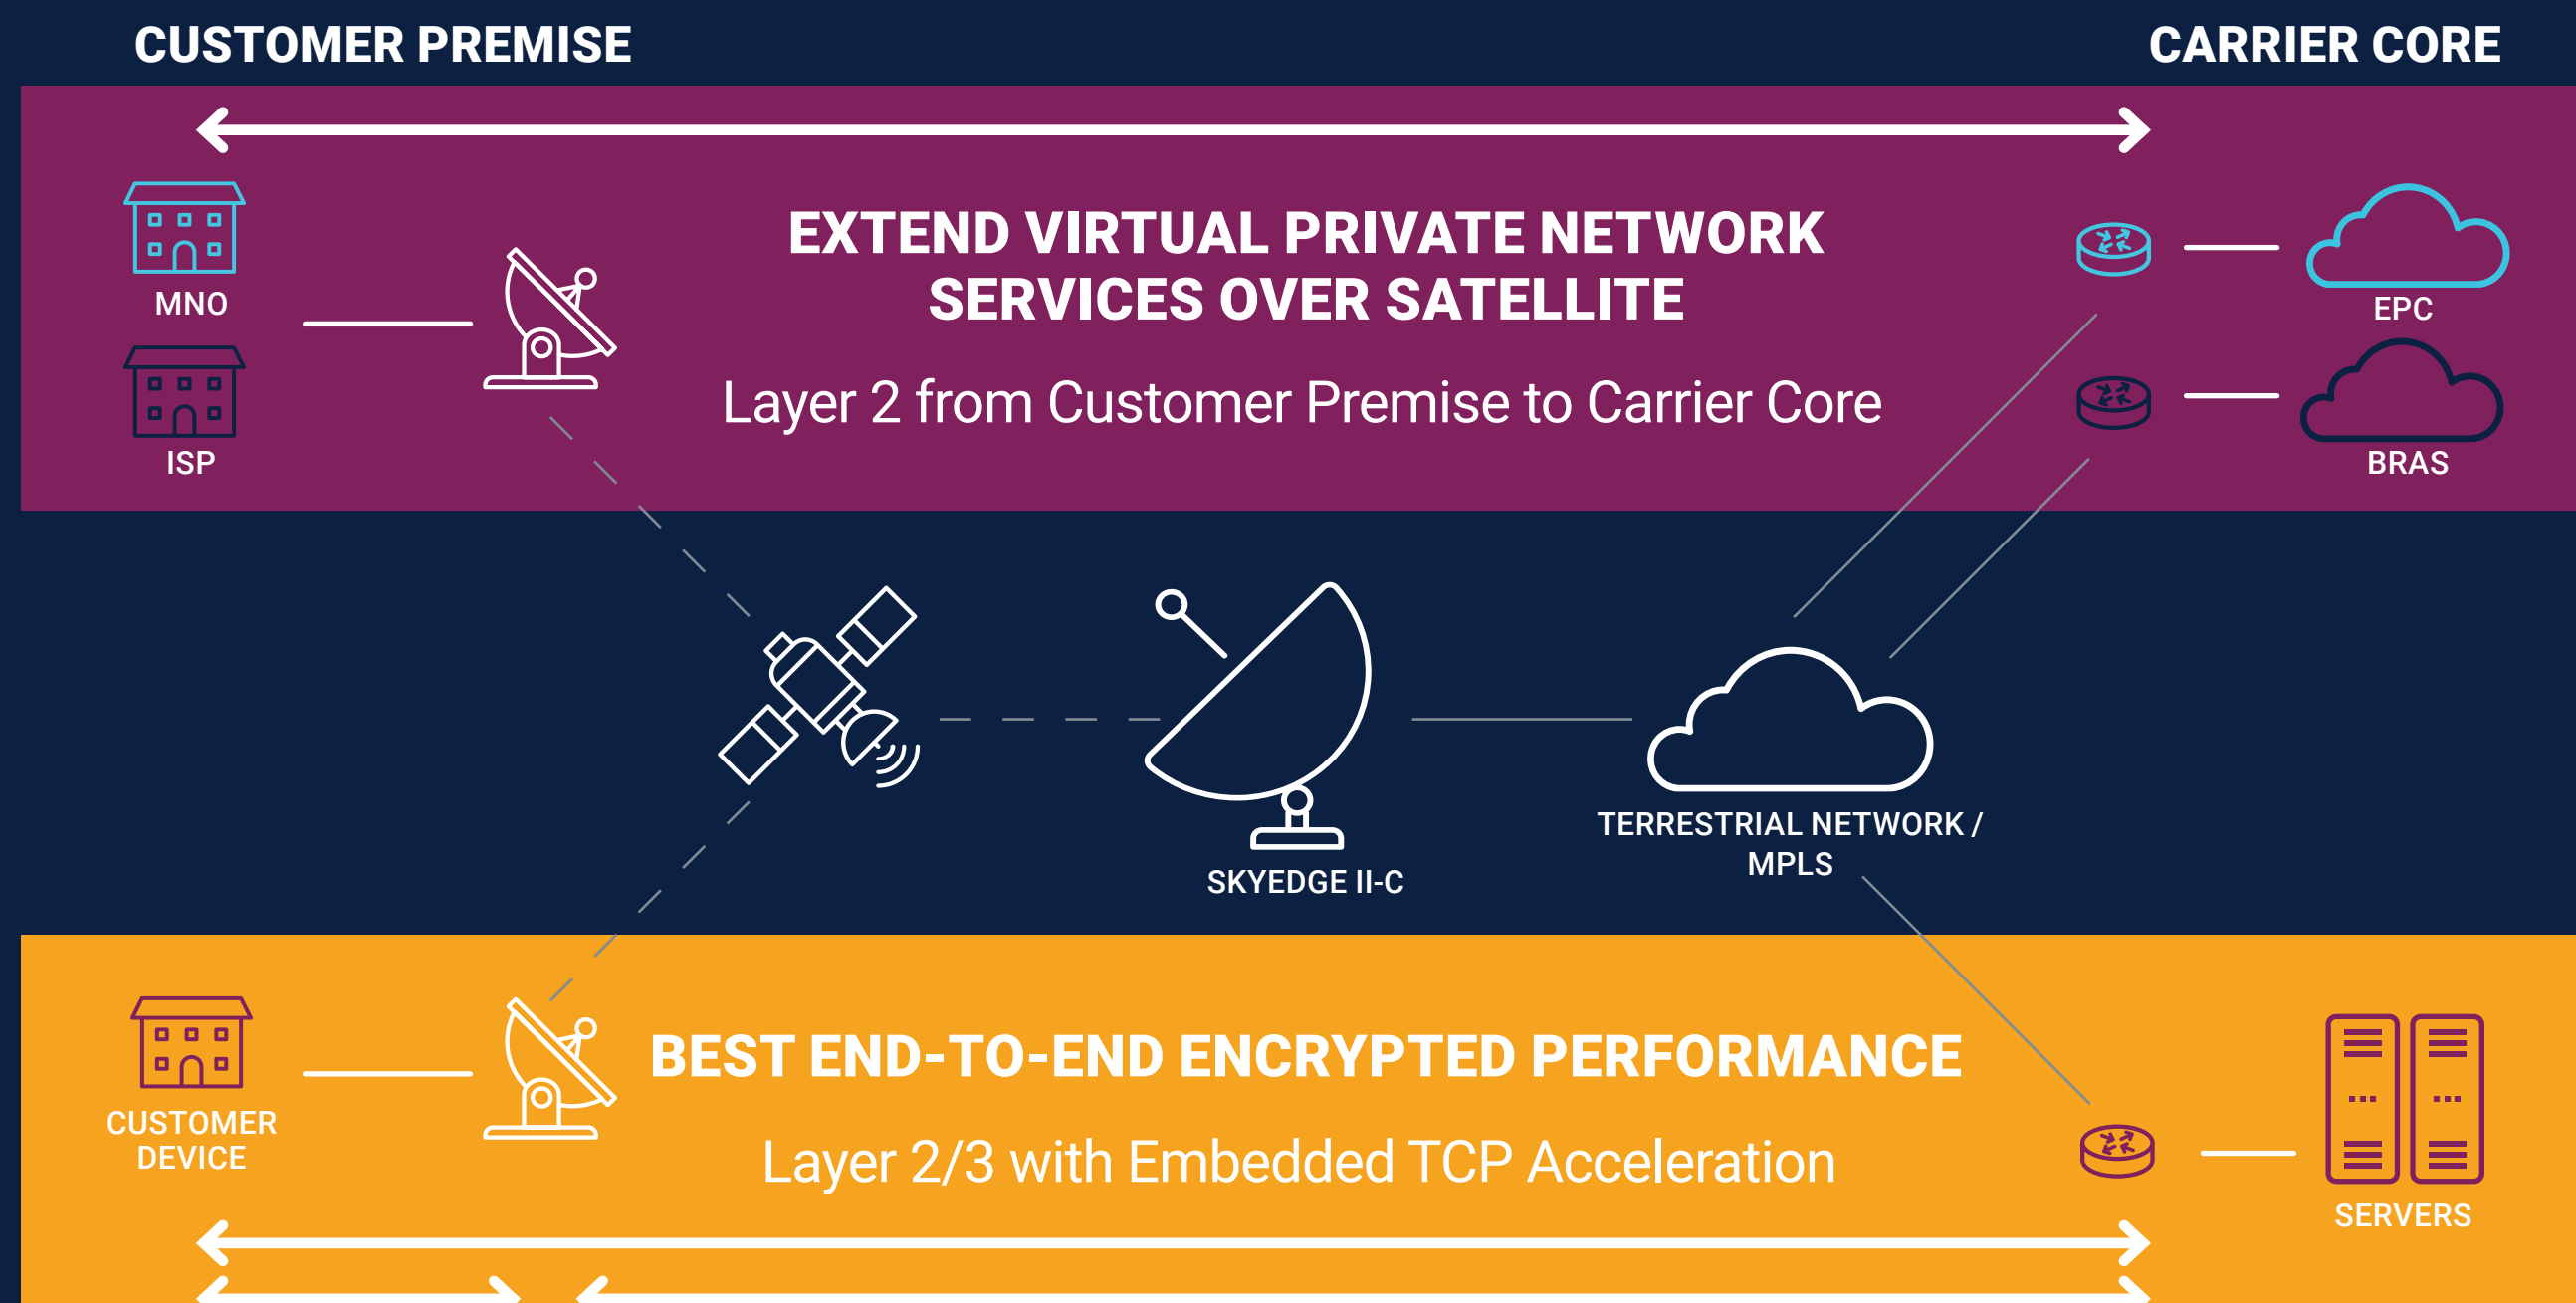 CUSTOMER PREMISE
CARRIER CORE
EXTEND VIRTUAL PRIVATE NETWORK
SERVICES OVER SATELLITE
Layer 2 from Customer Premise to Carrier Core
MNO
ISP
EPC
BRAS
SKYEDGE II-C
TERRESTRIAL NETWORK /
MPLS
BEST END-TO-END ENCRYPTED PERFORMANCE
Layer 2/3 with Embedded TCP Acceleration
CUSTOMER
DEVICE
SERVERS